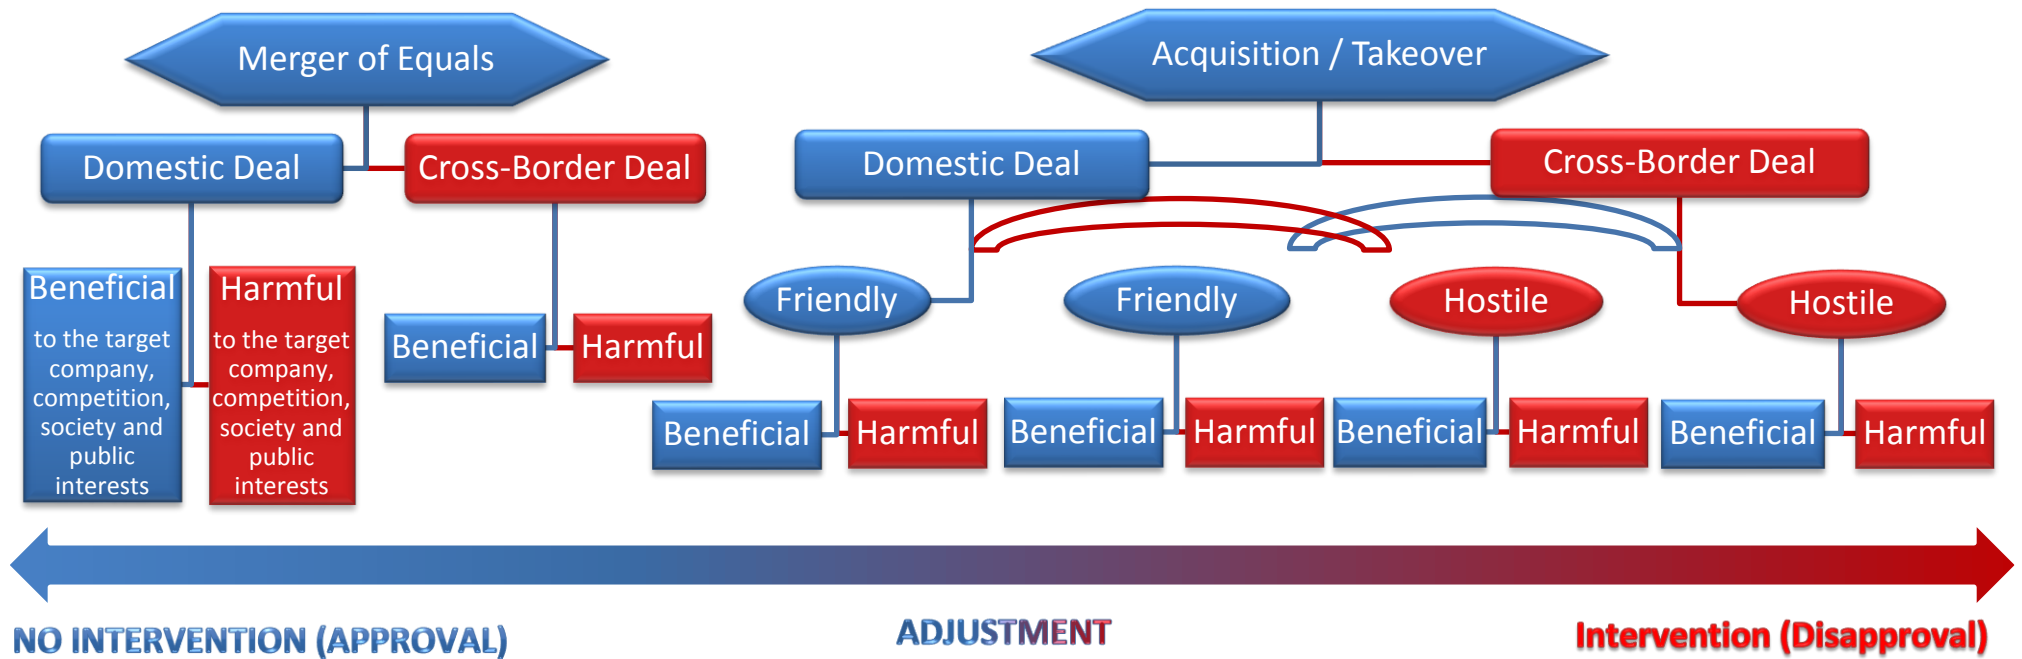 Merger of Equals
Acquisition / Takeover
Domestic Deal
Cross-Border Deal
Domestic Deal
Cross-Border Deal
Beneficial
to the target
company,
competition,
society and
public
interests
Harmful
to the target
company,
competition,
society and
public
interests
Beneficial
Harmful
Friendly
Friendly
Hostile
Hostile
Beneficial
Harmful
Beneficial
Harmful
Beneficial
Harmful
Beneficial
Harmful
NO INTERVENTION (APPROVAL)
ADJUSTMENT
Intervention (Disapproval)